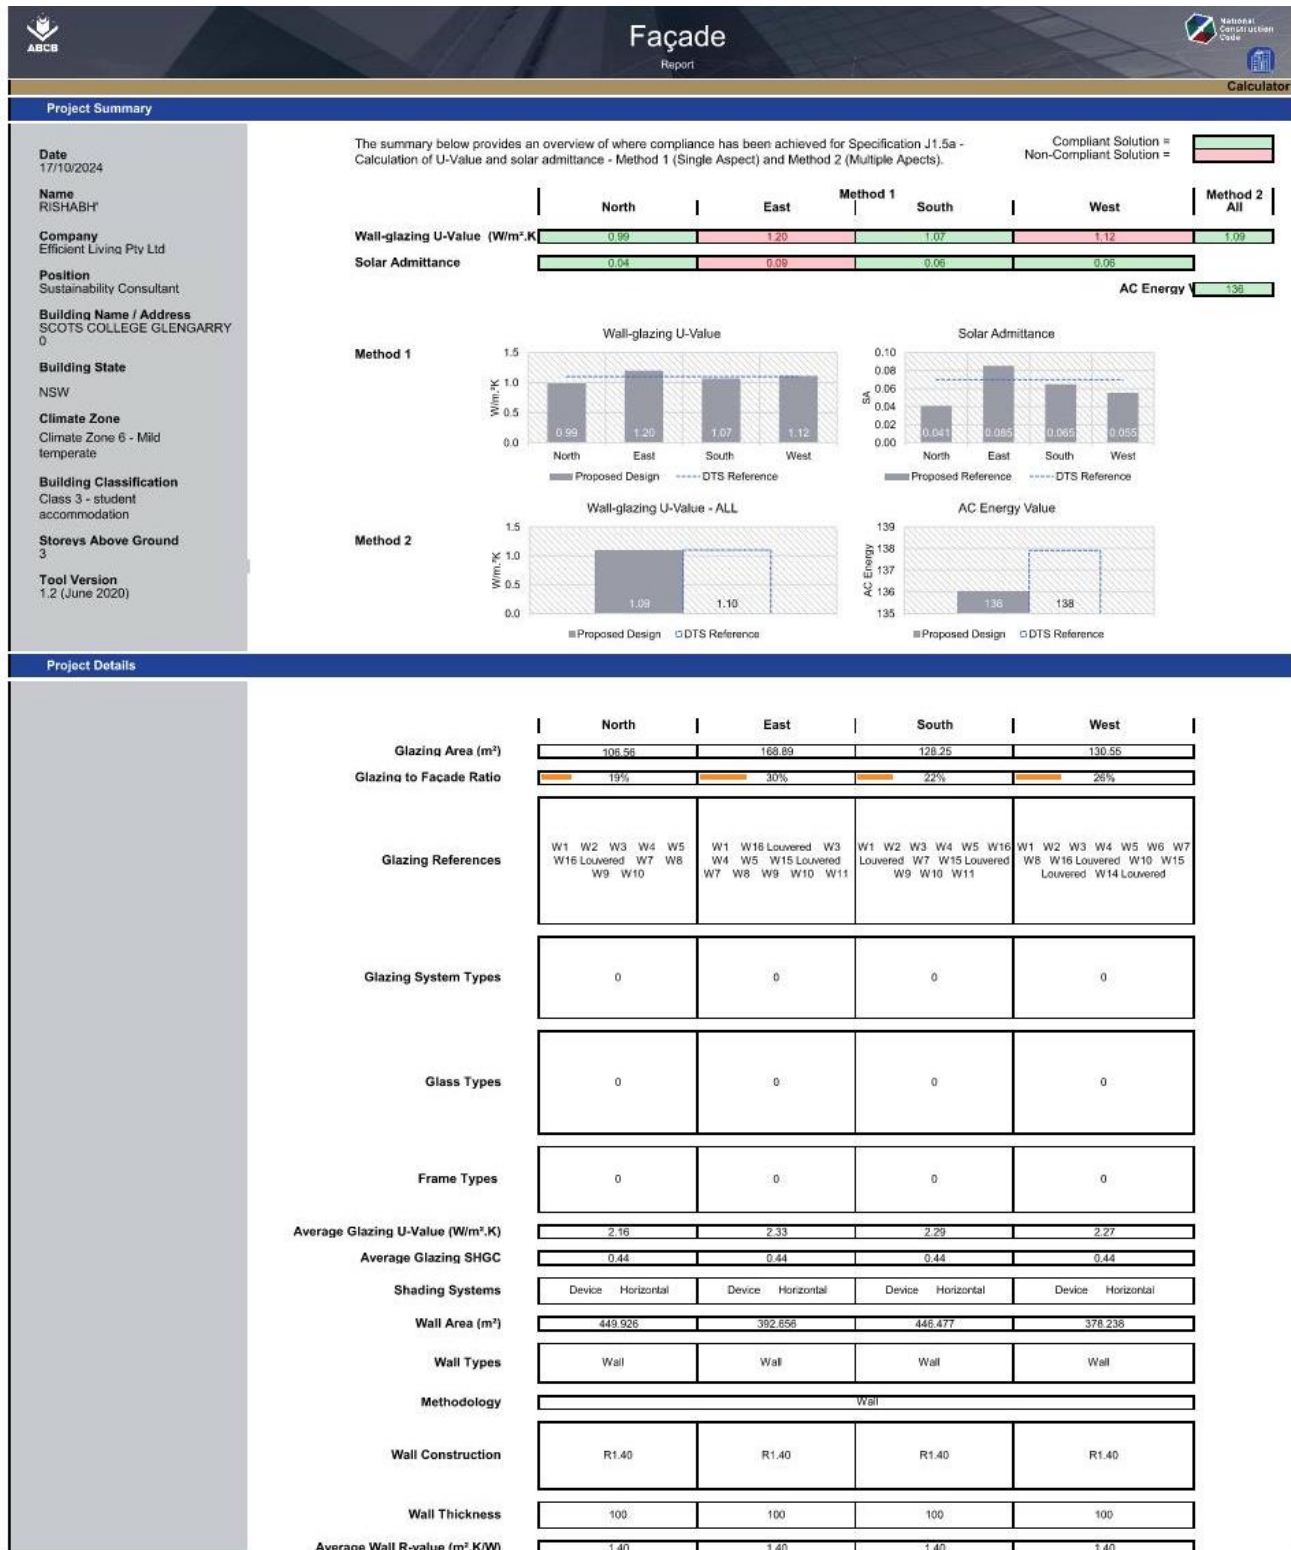 ABCB
Façade
Report
National
Construction
Code
Calculator
Project Summary
Date
17/10/2024
Name
RISHABH'
Company
Efficient Living Pty Ltd
Position
Sustainability Consultant
Building Name / Address
SCOTS COLLEGE GLENGARRY
0
Building State
NSW
Climate Zone
Climate Zone 6 - Mild
temperate
Building Classification
Class 3 - student
accommodation
Storeys Above Ground
3
Tool Version
1.2 (June 2020)
The summary below provides an overview of where compliance has been achieved for Specification J1.5a -
Calculation of U-Value and solar admittance - Method 1 (Single Aspect) and Method 2 (Multiple Apects).
Compliant Solution =
Non-Compliant Solution =
Method 1 Method 2
North East South West All
Wall-glazing U-Value (W/m².K 0.99 1.20 1.07 1.12 1.09
Solar Admittance 0.04 0.09 0.06 0.06
AC Energy V 136
Method 1
Wall-glazing U-Value
1.5
1.0
0.5
0.0
W/m.²K
0.99 1.20 1.07 1.12
North East South West
Proposed Design DTS Reference
Solar Admittance
0.10
0.08
0.06
0.04
0.02
0.00
SA
0.041 0.085 0.065 0.055
North East South West
Proposed Reference DTS Reference
Method 2
Wall-glazing U-Value - ALL
1.5
1.0
0.5
0.0
W/m.²K
1.09 1.10
Proposed Design DTS Reference
AC Energy Value
139
138
137
136
135
AC Energy
136 138
Proposed Design DTS Reference
Project Details
North East South West
Glazing Area (m²) 106.56 168.89 128.25 130.55
Glazing to Façade Ratio 19% 30% 22% 26%
Glazing References
W1 W2 W3 W4 W5
W16 Louvered W7 W8
W9 W10
W1 W16 Louvered W3
W4 W5 W15 Louvered
W7 W8 W9 W10 W11
W1 W2 W3 W4 W5 W16
Louvered W7 W15 Louvered
W9 W10 W11
W1 W2 W3 W4 W5 W6 W7
W8 W16 Louvered W10 W15
Louvered W14 Louvered
Glazing System Types 0 0 0 0
Glass Types 0 0 0 0
Frame Types 0 0 0 0
Average Glazing U-Value (W/m².K) 2.16 2.33 2.29 2.27
Average Glazing SHGC 0.44 0.44 0.44 0.44
Shading Systems Device Horizontal Device Horizontal Device Horizontal Device Horizontal
Wall Area (m²) 449.926 392.656 446.477 378.238
Wall Types Wall Wall Wall Wall
Methodology Wall
Wall Construction R1.40 R1.40 R1.40 R1.40
Wall Thickness 100 100 100 100
Average Wall R-value (m².K/W) 1.40 1.40 1.40 1.40